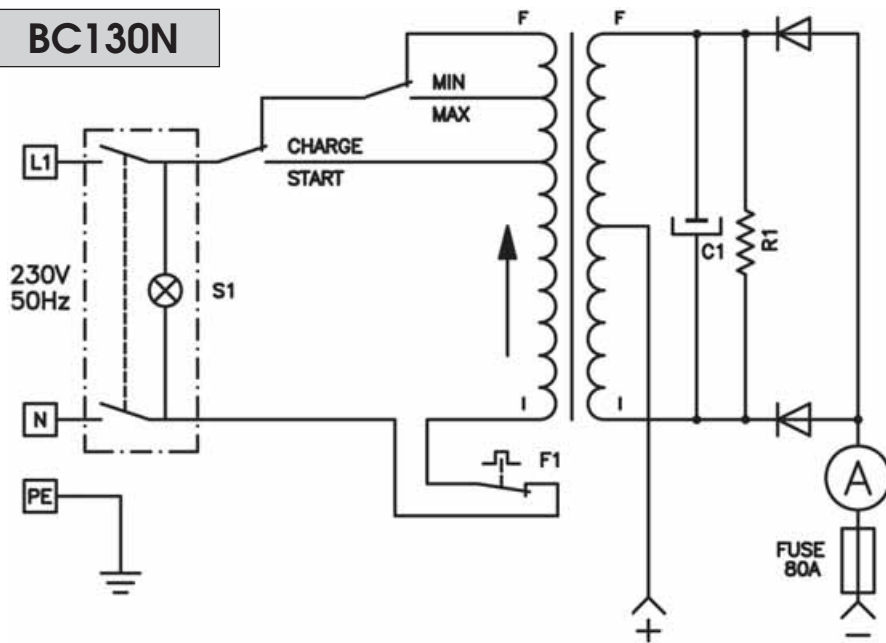 BC130N
F
F
MIN
MAX
CHARGE
START
L1
230V
50Hz
S1
C1
R1
N
I
I
F1
PE
A
FUSE
80A
+
−